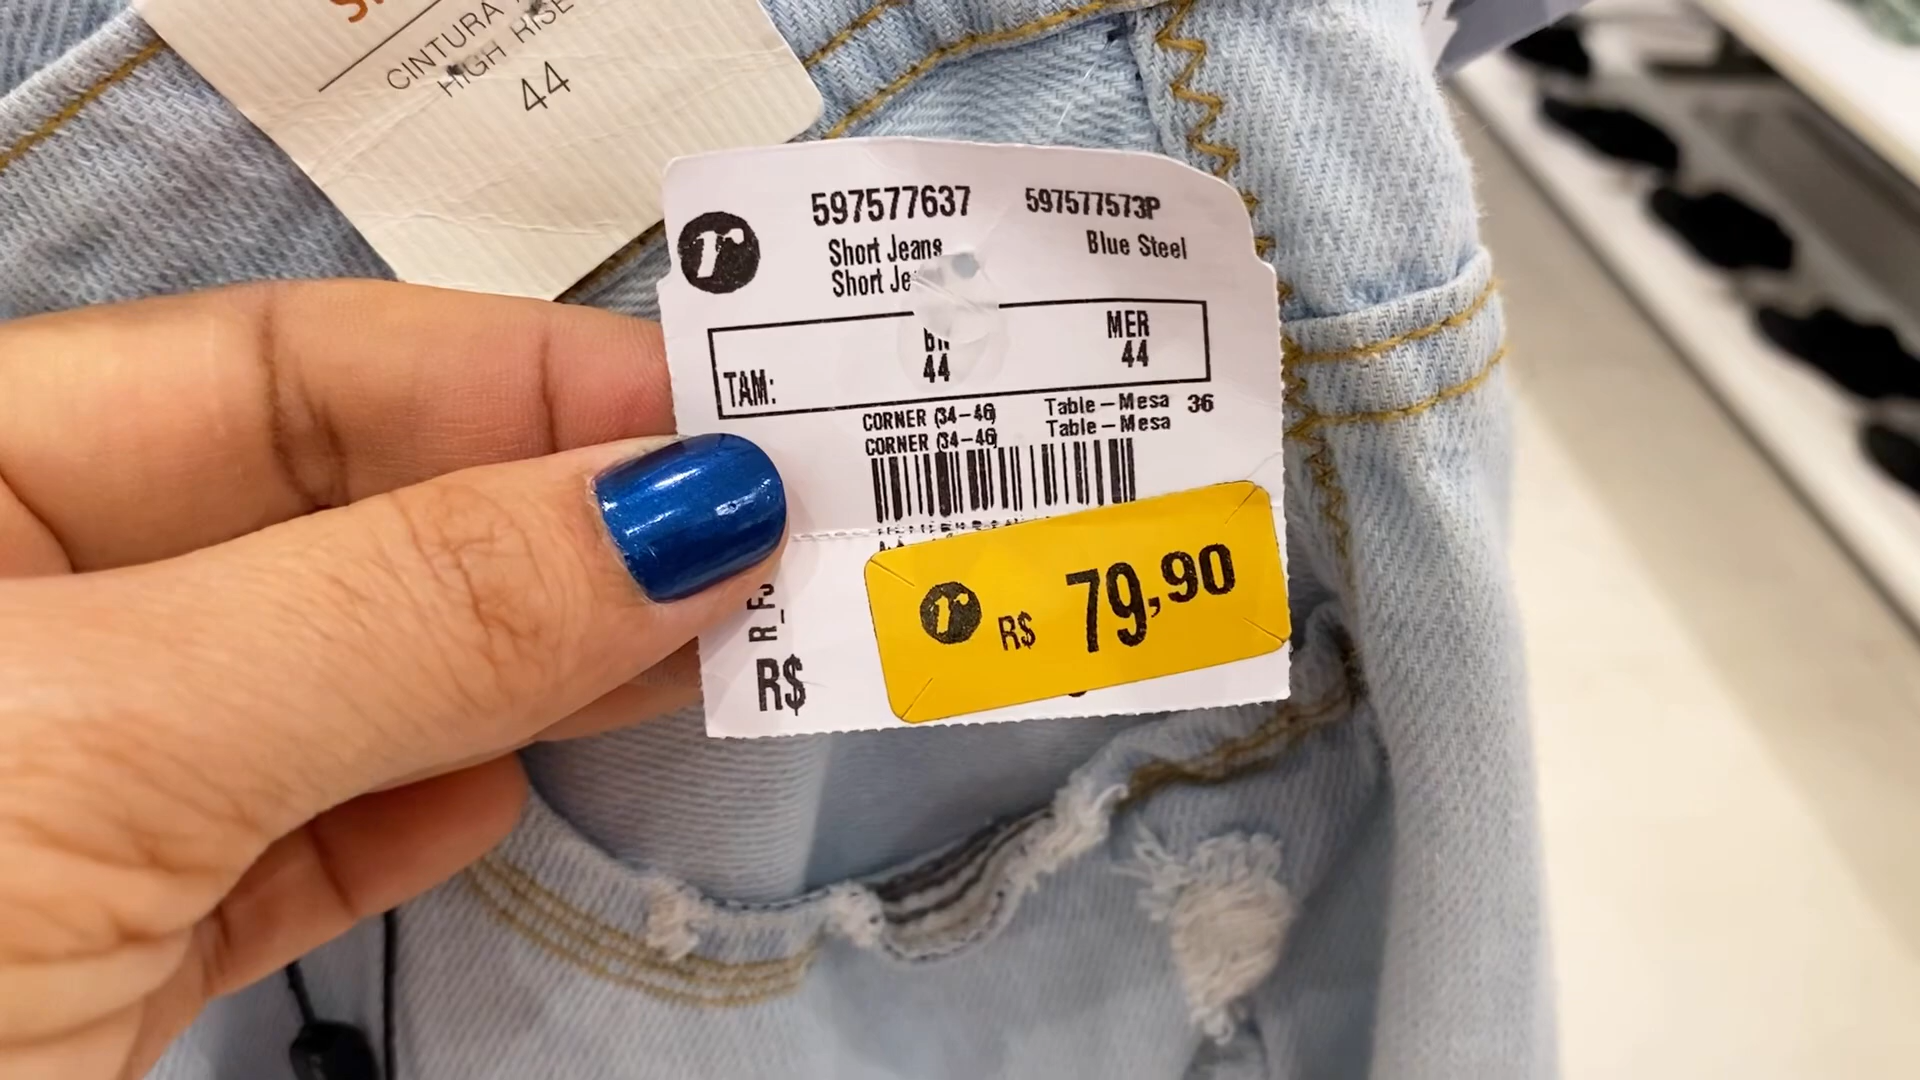 CINTURA
HIGH RISE
44
597577637 597577573P
Short Jeans Blue Steel
Short
MER
TAM: 44 44
CORNER (34-46) Table-Mesa 36
CORNER (34-46) Table-Mesa
R$ 79,90
R$